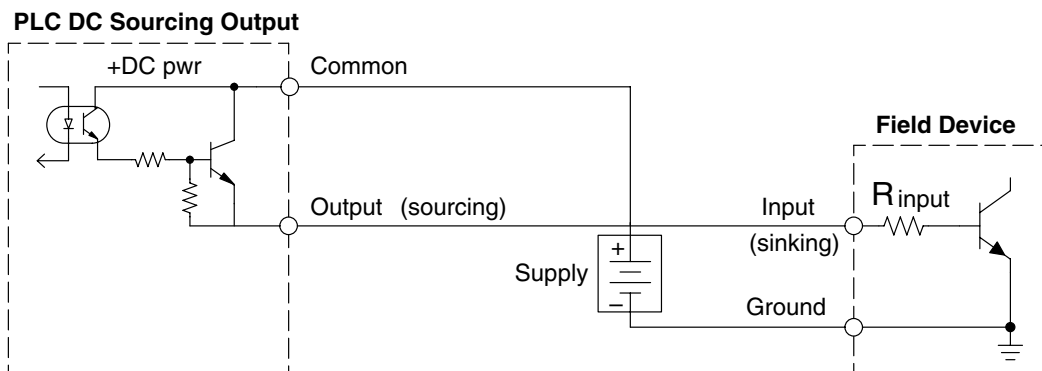 PLC DC Sourcing Output
+DC pwr
Common
Field Device
Output (sourcing)
Input
(sinking)
R input
+
Supply
–
Ground